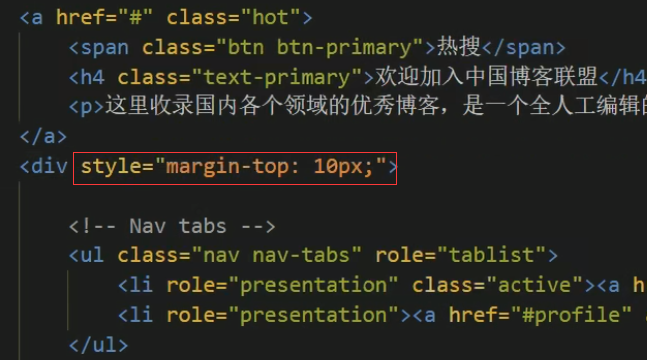 <a href="#" class="hot">
<span class="btn btn-primary">热搜</span>
<h4 class="text-primary">欢迎加入中国博客联盟</h4
<p>这里收录国内各个领域的优秀博客，是一个全人工编辑的
</a>
<div style="margin-top: 10px;">
<!-- Nav tabs -->
<ul class="nav nav-tabs" role="tablist">
<li role="presentation" class="active"><a h
<li role="presentation"><a href="#profile"
</ul>